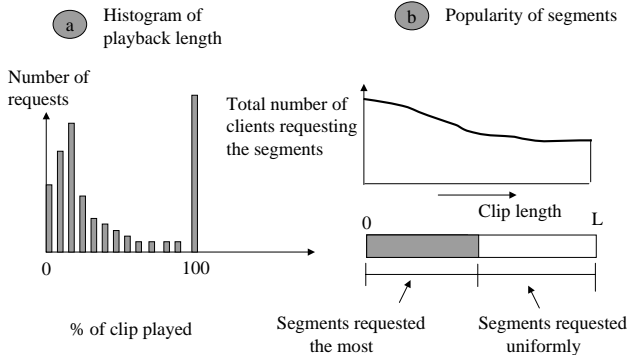 a
Histogram of
playback length
Number of
requests
0
100
% of clip played
b
Popularity of segments
Total number of
clients requesting
the segments
Clip length
0
L
Segments requested
the most
Segments requested
uniformly